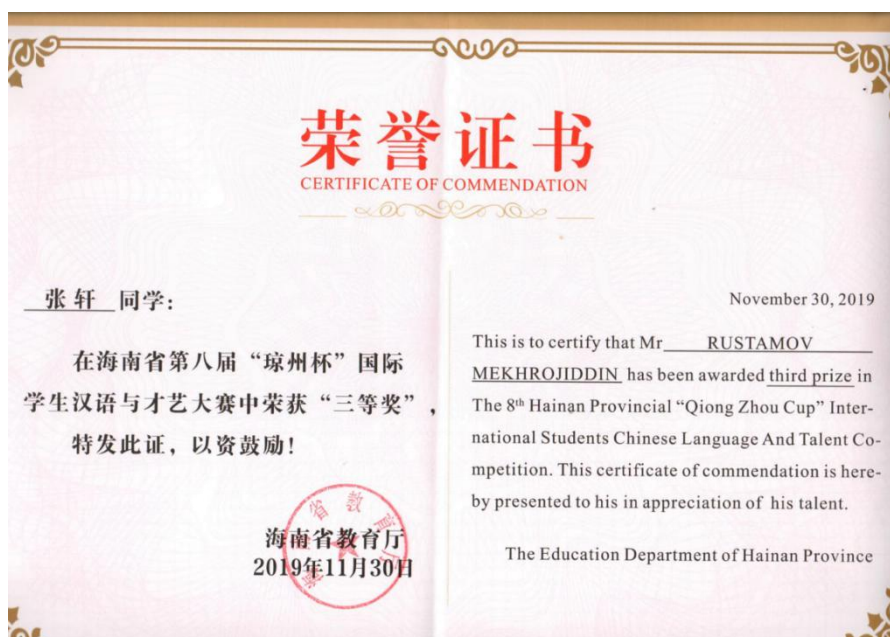 荣誉证书
CERTIFICATE OF COMMENDATION
张轩 同学：
在海南省第八届“琼州杯”国际
学生汉语与才艺大赛中荣获“三等奖”，
特发此证，以资鼓励！
海南省教育厅
2019年11月30日
海南省教育厅
November 30, 2019
This is to certify that Mr RUSTAMOV
MEKHROJIDDIN has been awarded third prize in
The 8th Hainan Provincial “Qiong Zhou Cup” Inter-
national Students Chinese Language And Talent Co-
mpetition. This certificate of commendation is here-
by presented to his in appreciation of his talent.
The Education Department of Hainan Province